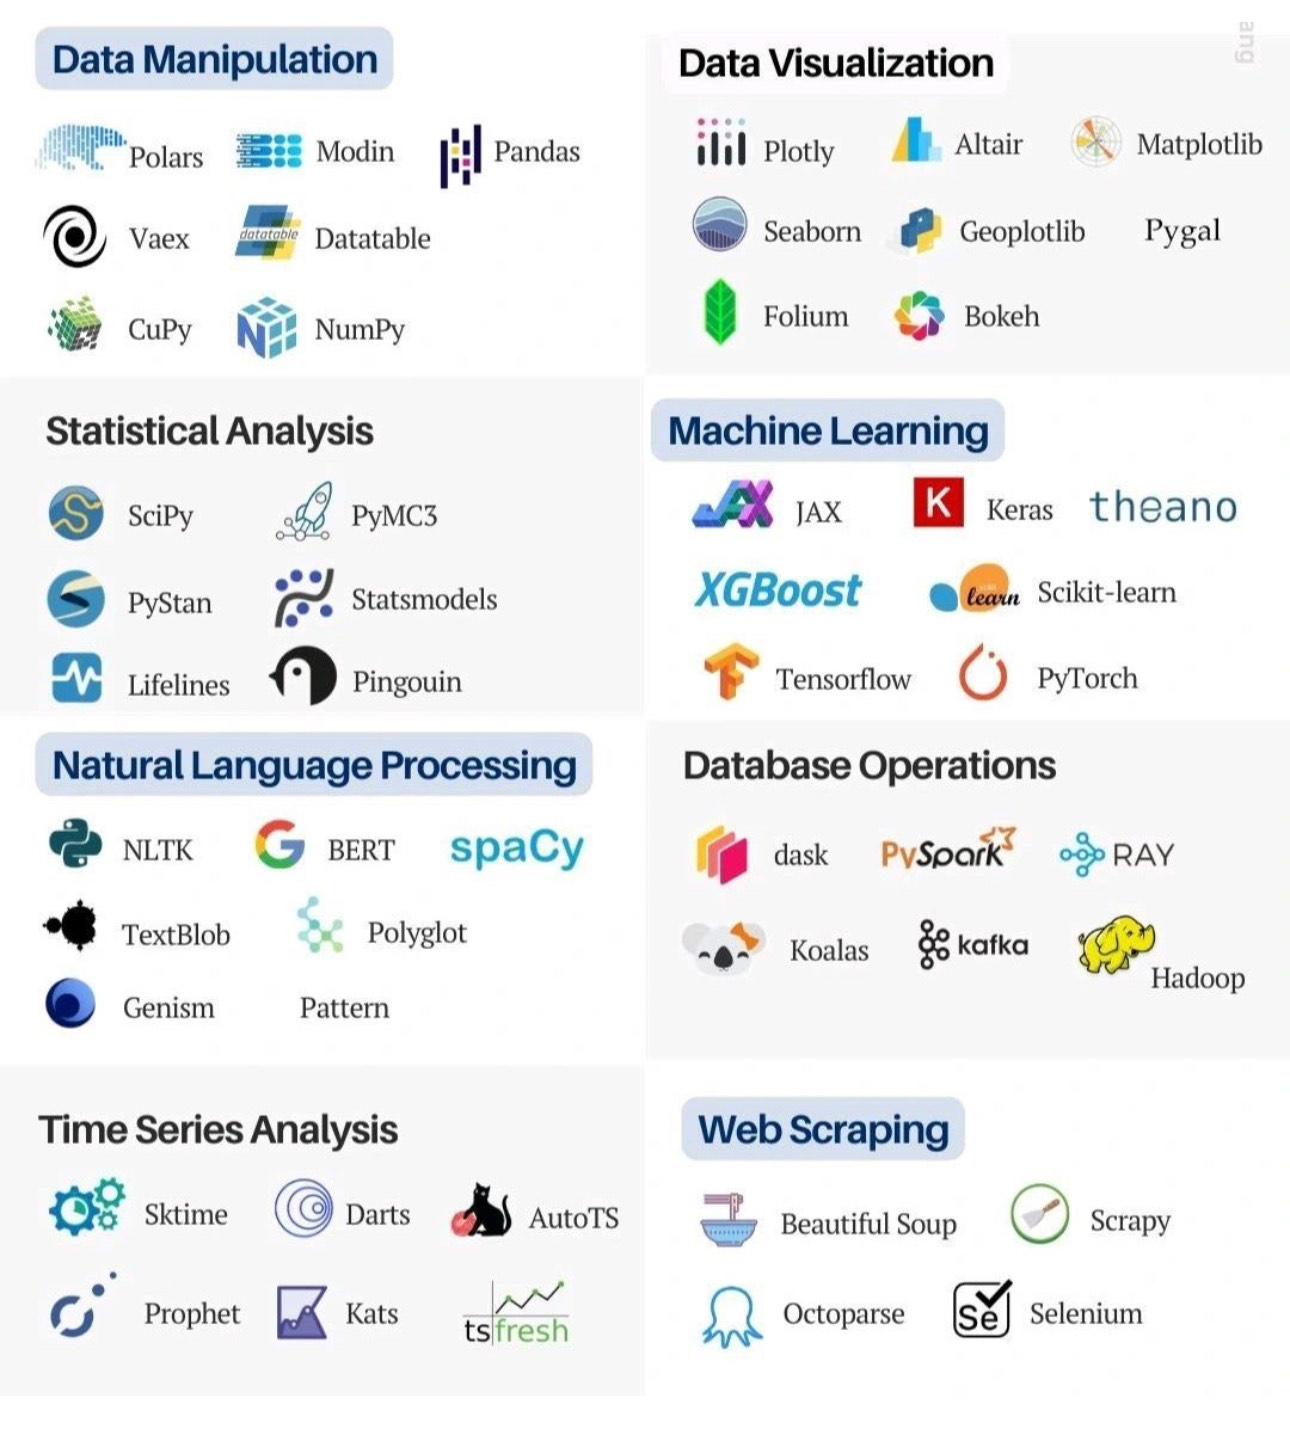 ang
Data Manipulation
Polars Modin Pandas
Vaex datatable Datatable
CuPy N NumPy
Data Visualization
Plotly Altair Matplotlib
Seaborn Geoplotlib Pygal
Folium Bokeh
Statistical Analysis
SciPy PyMC3
PyStan Statsmodels
Lifelines Pingouin
Machine Learning
JAX JAX K Keras theano
XGBoost learn Scikit-learn
Tensorflow PyTorch
Natural Language Processing
NLTK G BERT spaCy
TextBlob Polyglot
Genism Pattern
Database Operations
dask PySpark RAY
Koalas kafka Hadoop
Time Series Analysis
Sktime Darts AutoTS
Prophet Kats tsfresh
Web Scraping
Beautiful Soup Scrapy
Octoparse Se Selenium